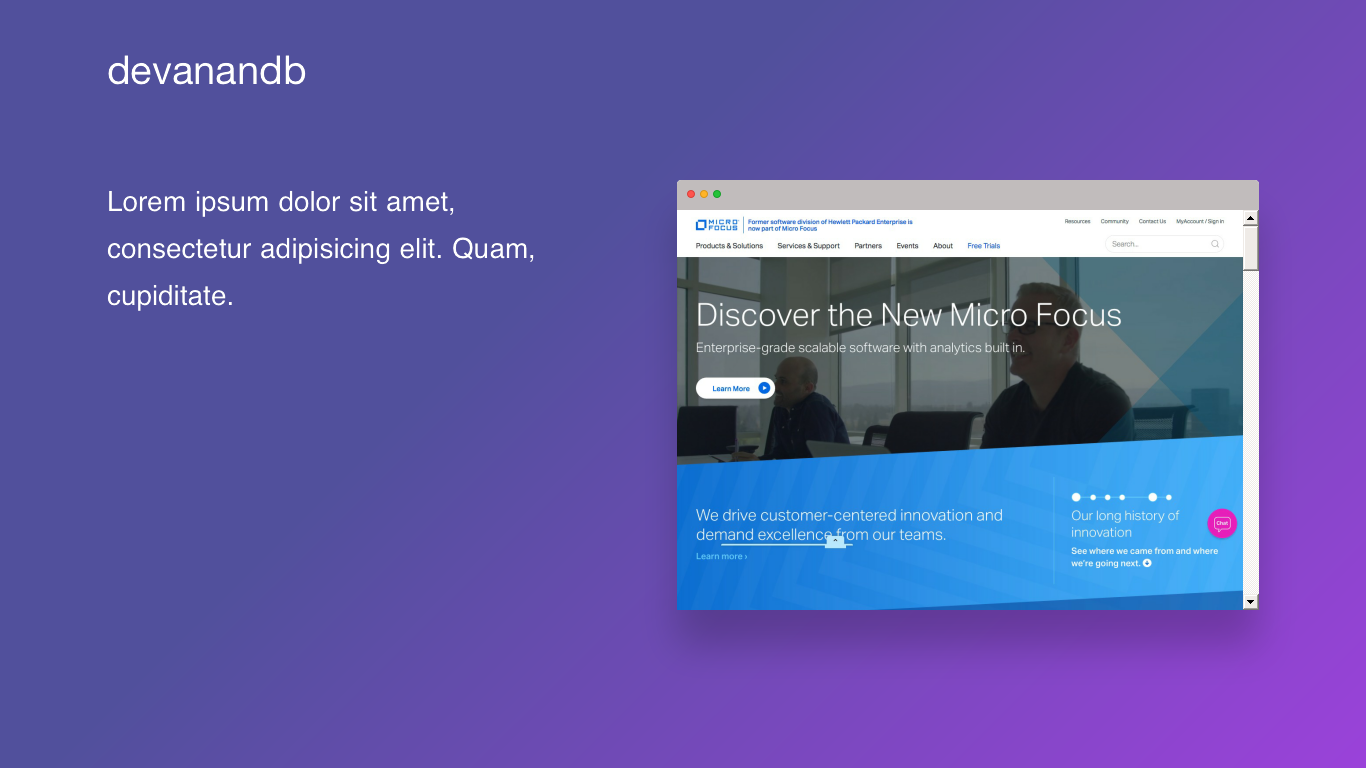 devanandb
Lorem ipsum dolor sit amet,
consectetur adipisicing elit. Quam,
cupiditate.
MICRO
FOCUS
Former software division of Hewlett Packard Enterprise is
now part of Micro Focus
Resources Community Contact Us MyAccount / Sign In
Search..
Products & Solutions Services & Support Partners Events About Free Trials
Discover the New Micro Focus
Enterprise-grade scalable software with analytics built in.
Learn More
We drive customer-centered innovation and
demand excellence from our teams.
Learn more ›
Our long history of
innovation
See where we came from and where
we're going next.
Chat